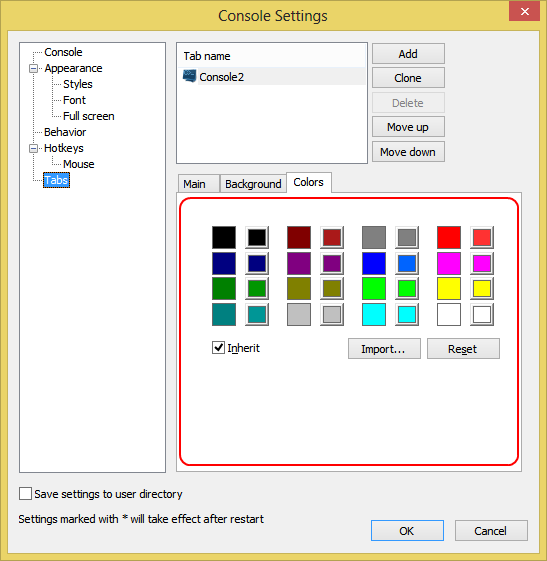 Console Settings
Console
Appearance
Styles
Font
Full screen
Behavior
Hotkeys
Mouse
Tabs
Tab name
Console2
Add
Clone
Delete
Move up
Move down
Main
Background
Colors
Inherit
Import...
Reset
Save settings to user directory
Settings marked with * will take effect after restart
OK
Cancel